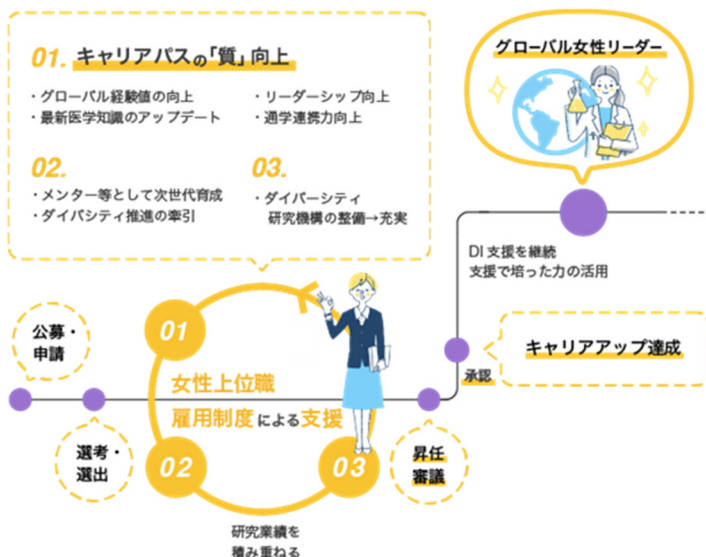 01. キャリアパスの「質」向上
・グローバル経験値の向上
・最新医学知識のアップデート
・リーダーシップ向上
・通学連携力向上
02.
・メンター等として次世代育成
・ダイバシティ推進の牽引
03.
・ダイバーシティ
研究機構の整備→充実
グローバル女性リーダー
DI支援を継続
支援で培った力の活用
キャリアアップ達成
承認
公募・
申請
選考・
選出
01
女性上位職
雇用制度による支援
02
03
昇任
審議
研究業績を
積み重ねる